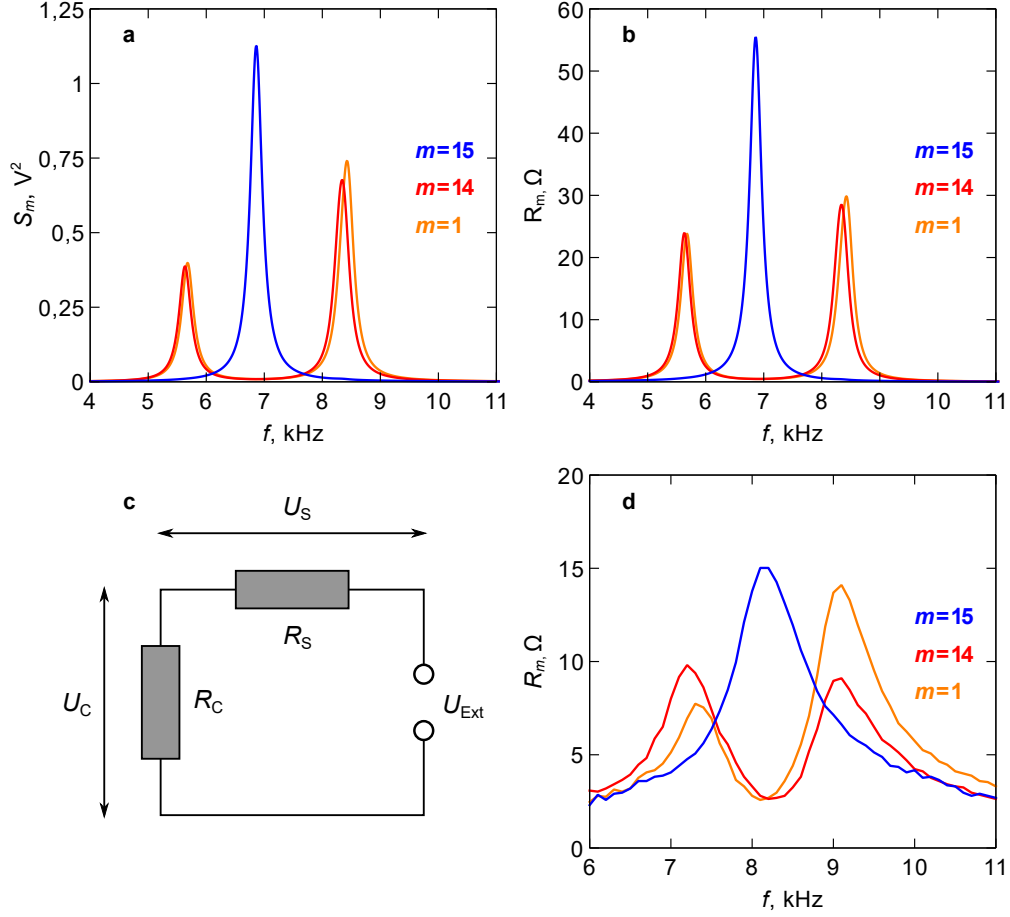 a
1,25
1
0,75
0,5
0,25
0
S_m, V²
m=15
m=14
m=1
4 5 6 7 8 9 10 11
f, kHz
b
60
50
40
30
20
10
0
R_m, Ω
m=15
m=14
m=1
4 5 6 7 8 9 10 11
f, kHz
c
U_S
R_S
U_C
R_C
U_Ext
d
20
15
10
5
0
R_m, Ω
m=15
m=14
m=1
6 7 8 9 10 11
f, kHz